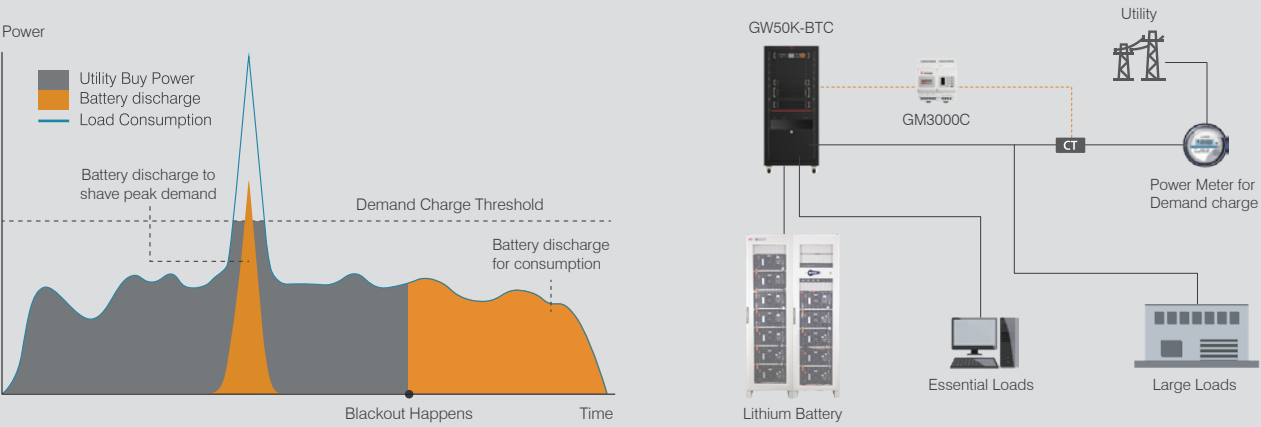 Power
Utility Buy Power
Battery discharge
Load Consumption
Battery discharge to
shave peak demand
Demand Charge Threshold
Battery discharge
for consumption
Blackout Happens
Time
GW50K-BTC
GM3000C
Utility
CT
Power Meter for
Demand charge
Lithium Battery
Essential Loads
Large Loads